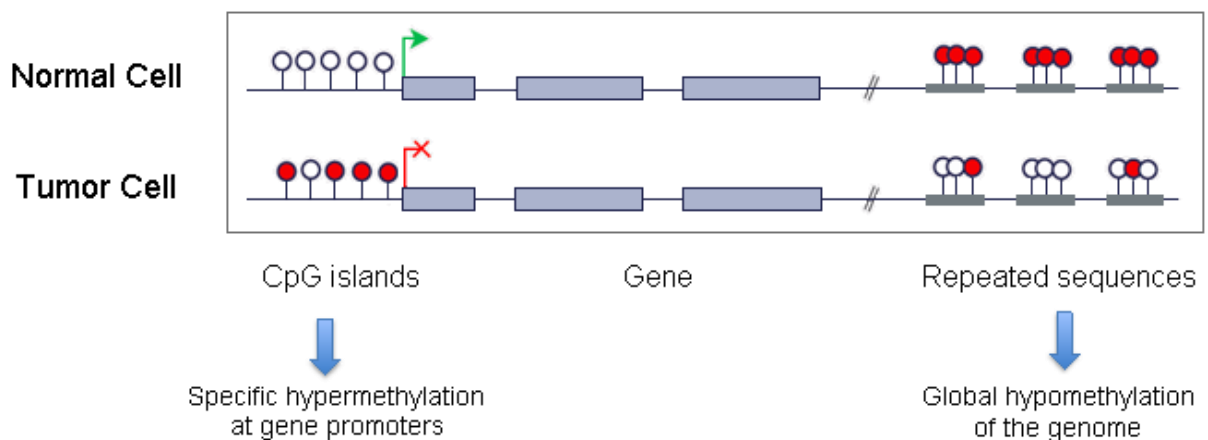 Normal Cell
Tumor Cell
CpG islands
Gene
Repeated sequences
Specific hypermethylation
at gene promoters
Global hypomethylation
of the genome